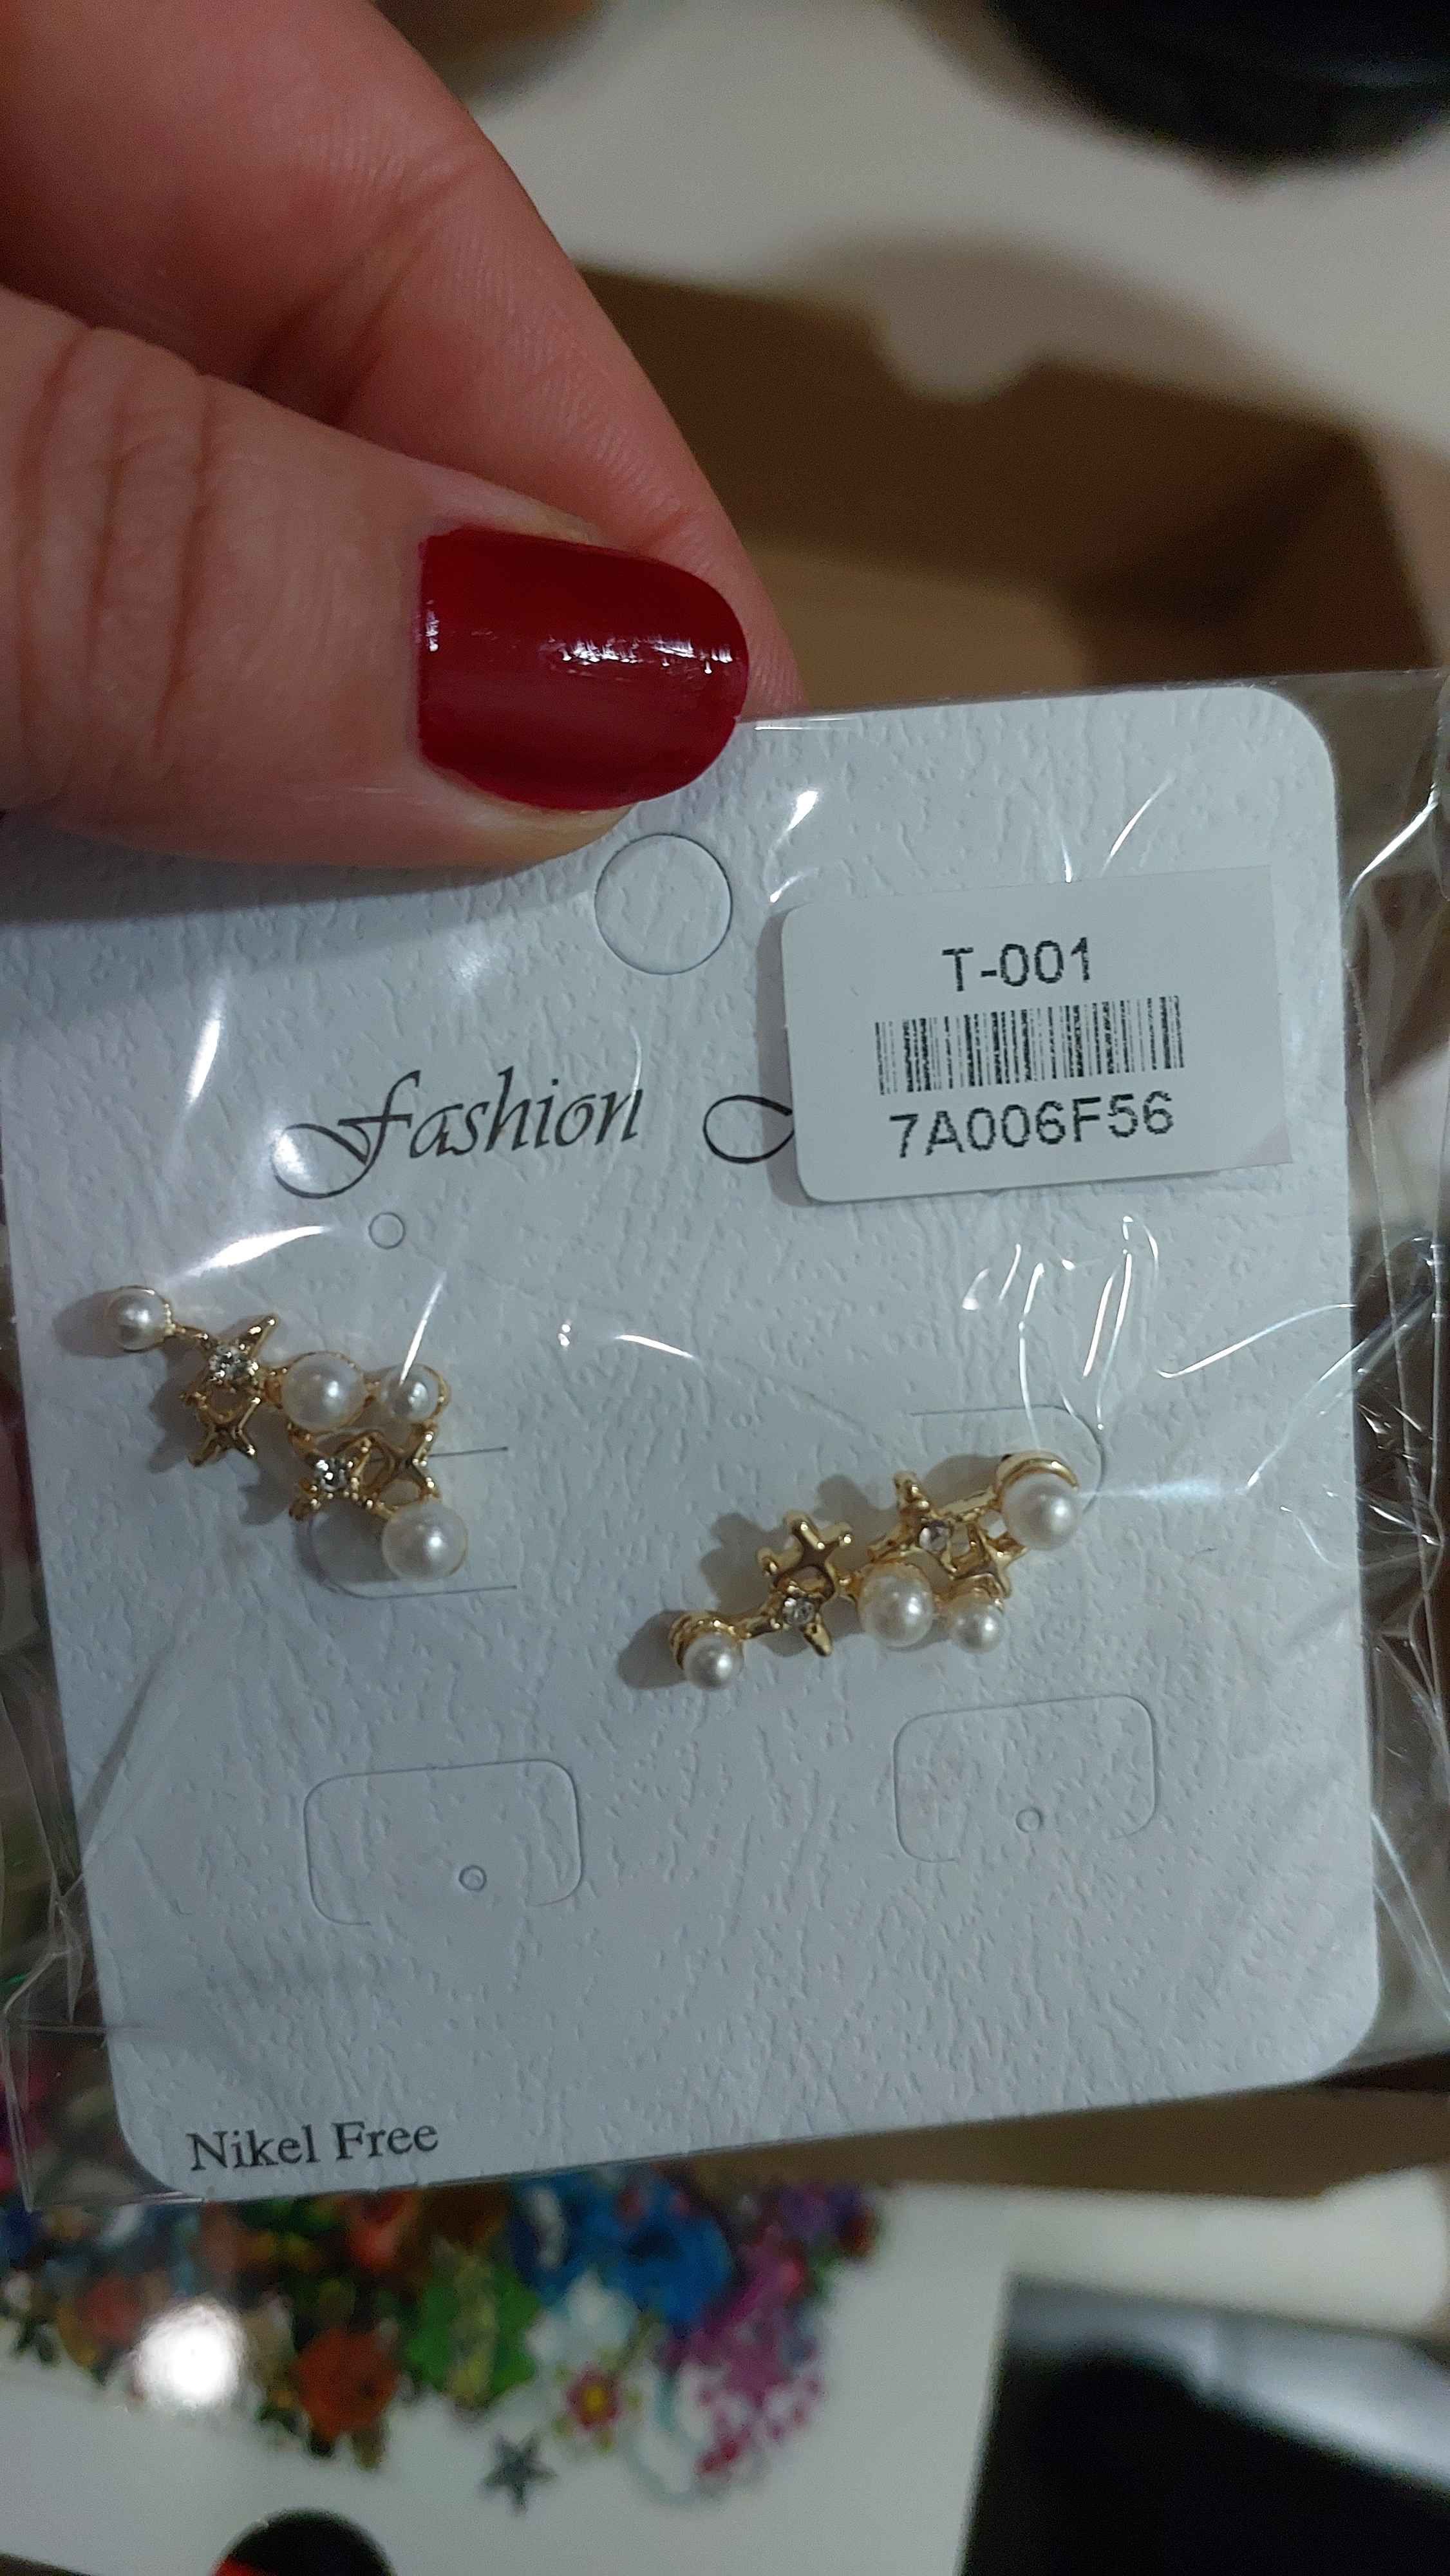 T-001
7A006F56
Fashion
Nikel Free